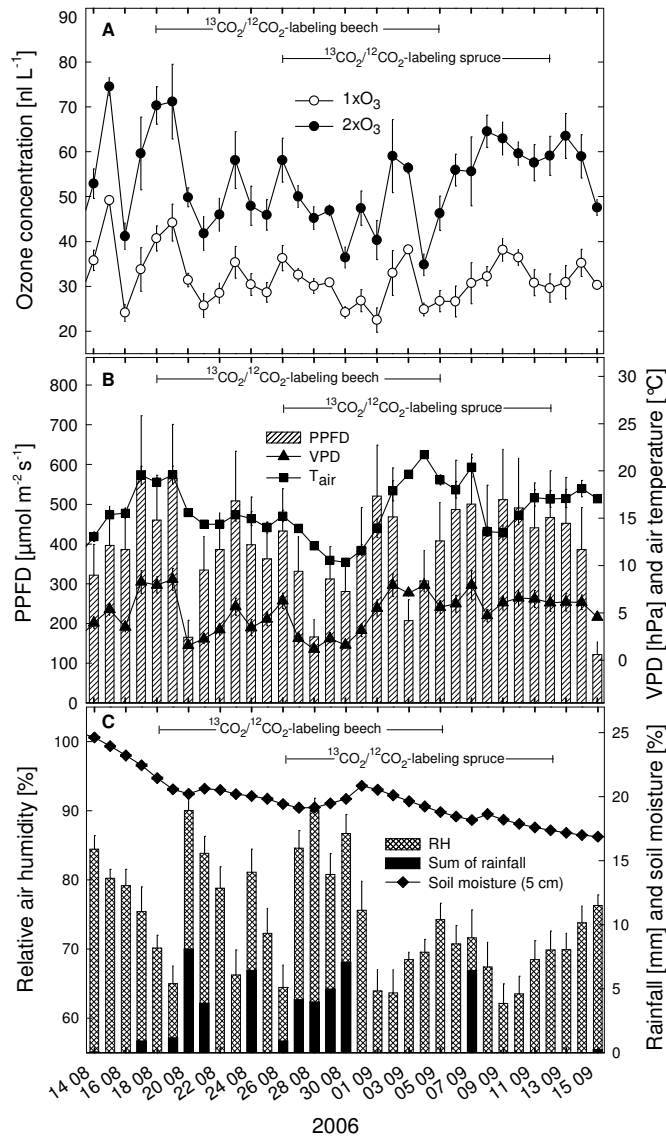 A
¹³CO₂/¹²CO₂-labeling beech
¹³CO₂/¹²CO₂-labeling spruce
1xO₃
2xO₃
Ozone concentration [nl L⁻¹]
90
80
70
60
50
40
30
20
B
¹³CO₂/¹²CO₂-labeling beech
¹³CO₂/¹²CO₂-labeling spruce
PPFD
VPD
Tair
PPFD [µmol m⁻² s⁻¹]
800
700
600
500
400
300
200
100
0
VPD [hPa] and air temperature [°C]
30
25
20
15
10
5
0
C
¹³CO₂/¹²CO₂-labeling beech
¹³CO₂/¹²CO₂-labeling spruce
RH
Sum of rainfall
Soil moisture (5 cm)
Relative air humidity [%]
100
90
80
70
60
Rainfall [mm] and soil moisture [%]
25
20
15
10
5
0
14 08
16 08
18 08
20 08
22 08
24 08
26 08
28 08
30 08
01 09
03 09
05 09
07 09
09 09
11 09
13 09
15 09
2006